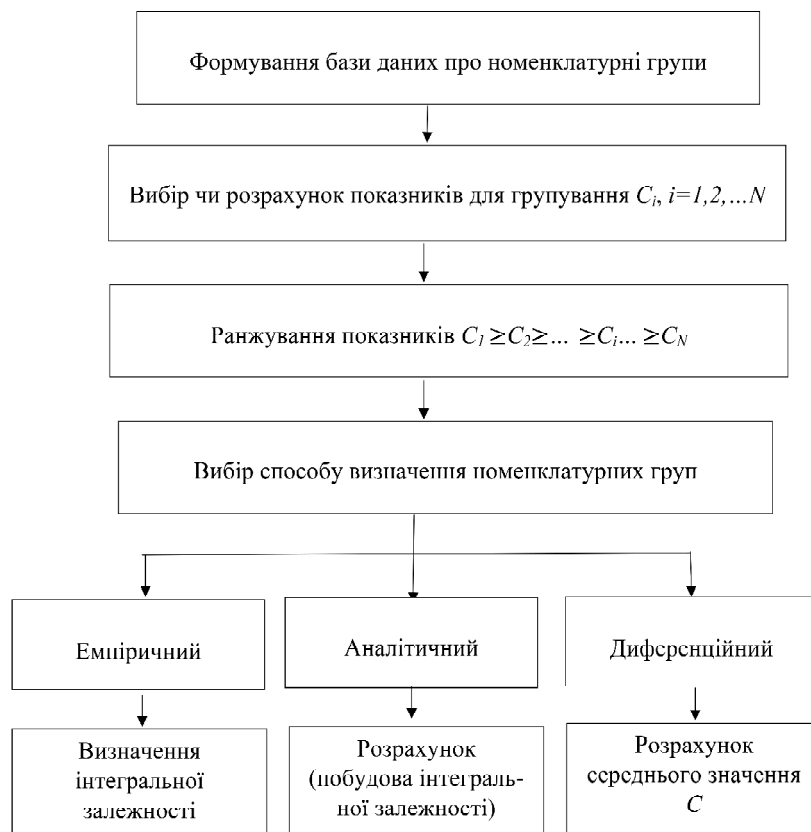 Формування бази даних про номенклатурні групи
Вибір чи розрахунок показників для групування Cᵢ, i=1,2,…N
Ранжування показників C₁ ≥C₂≥… ≥Cᵢ… ≥C_N
Вибір способу визначення номенклатурних груп
Емпіричний
Аналітичний
Диференційний
Визначення
інтегральної
залежності
Розрахунок
(побудова інтеграль-
ної залежності)
Розрахунок
середнього значення
C